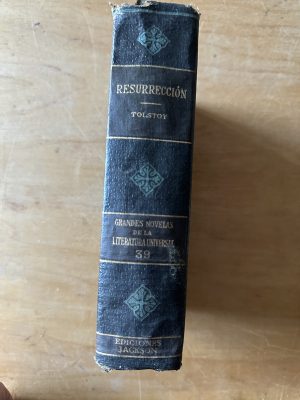 RESURRECCIÓN
TOLSTOY
GRANDES NOVELAS
DE LA
LITERATURA UNIVERSAL
39
EDICIONES
JACKSON